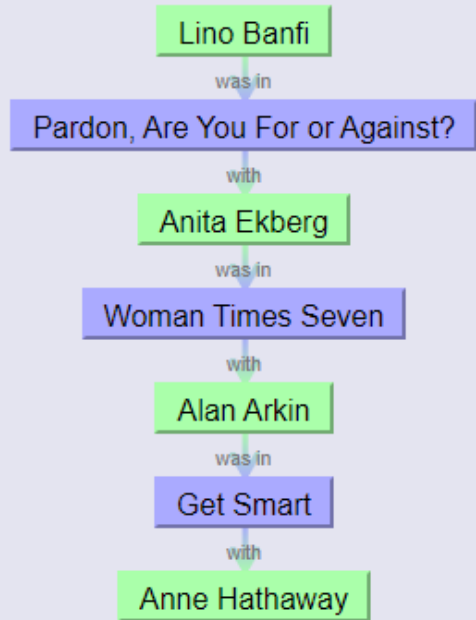 Lino Banfi
was in
Pardon, Are You For or Against?
with
Anita Ekberg
was in
Woman Times Seven
with
Alan Arkin
was in
Get Smart
with
Anne Hathaway